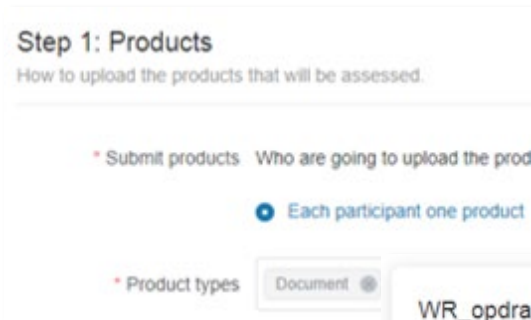 Step 1: Products
How to upload the products that will be assessed.
* Submit products Who are going to upload the prod
Each participant one product
* Product types Document
WR_opdra